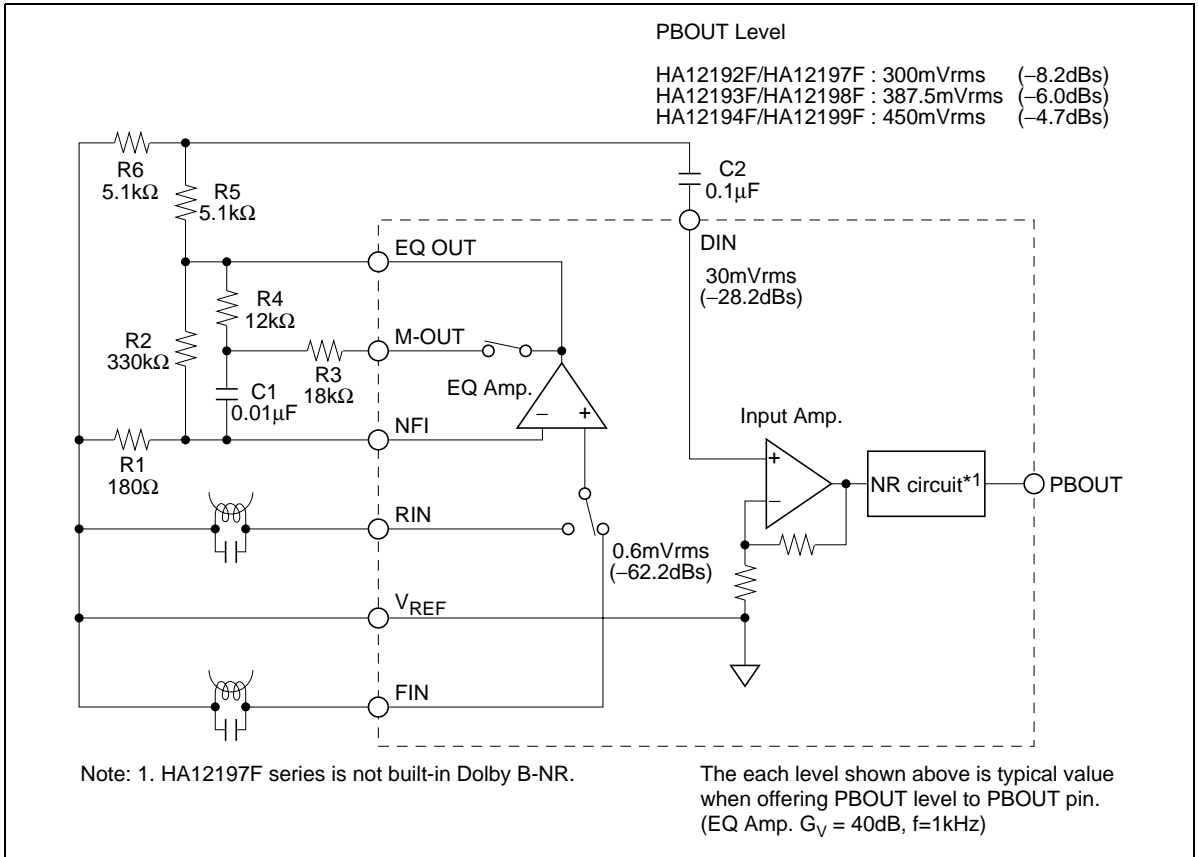 PBOUT Level
HA12192F/HA12197F : 300mVrms (−8.2dBs)
HA12193F/HA12198F : 387.5mVrms (−6.0dBs)
HA12194F/HA12199F : 450mVrms (−4.7dBs)
R6
5.1kΩ
R5
5.1kΩ
C2
0.1μF
DIN
30mVrms
(−28.2dBs)
EQ OUT
R4
12kΩ
R2
330kΩ
M-OUT
R3
18kΩ
C1
0.01μF
EQ Amp.
− +
NFI
R1
180Ω
Input Amp.
+
−
NR circuit*1
PBOUT
RIN
0.6mVrms
(−62.2dBs)
VREF
FIN
Note: 1. HA12197F series is not built-in Dolby B-NR.
The each level shown above is typical value
when offering PBOUT level to PBOUT pin.
(EQ Amp. GV = 40dB, f=1kHz)